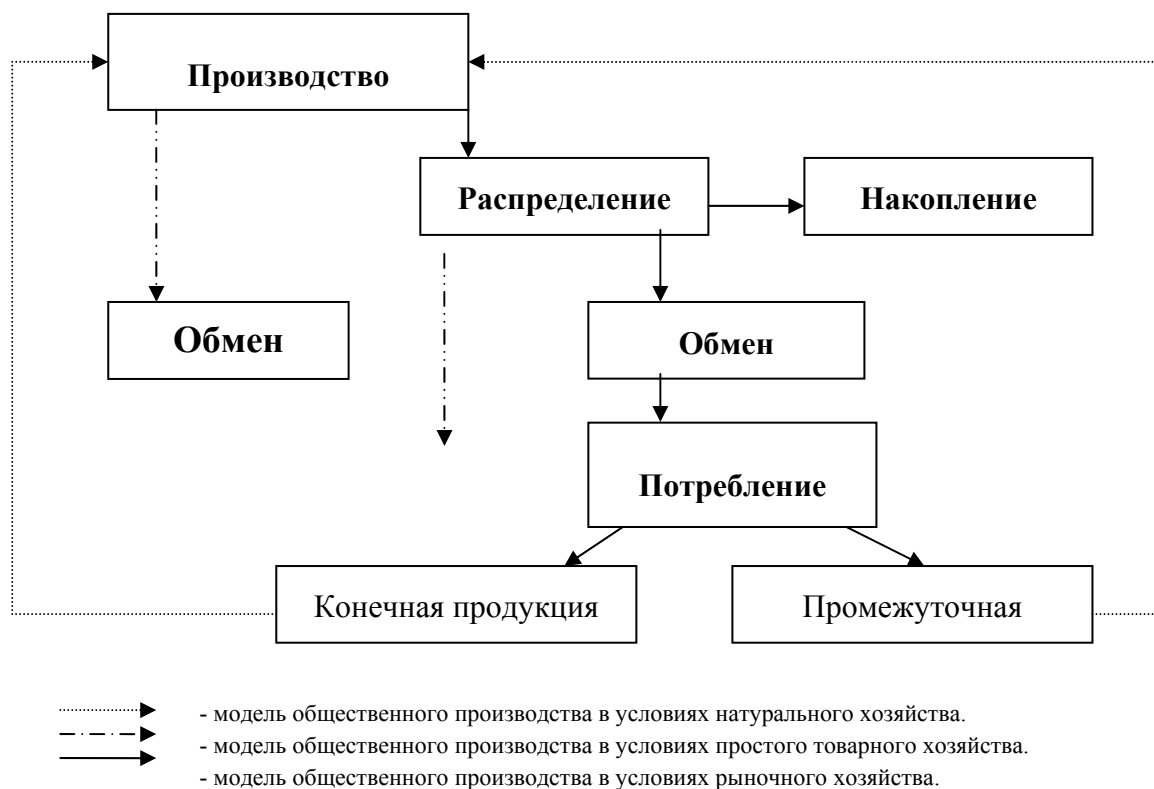 Производство
Распределение
Накопление
Обмен
Обмен
Потребление
Конечная продукция
Промежуточная
- модель общественного производства в условиях натурального хозяйства.
- модель общественного производства в условиях простого товарного хозяйства.
- модель общественного производства в условиях рыночного хозяйства.